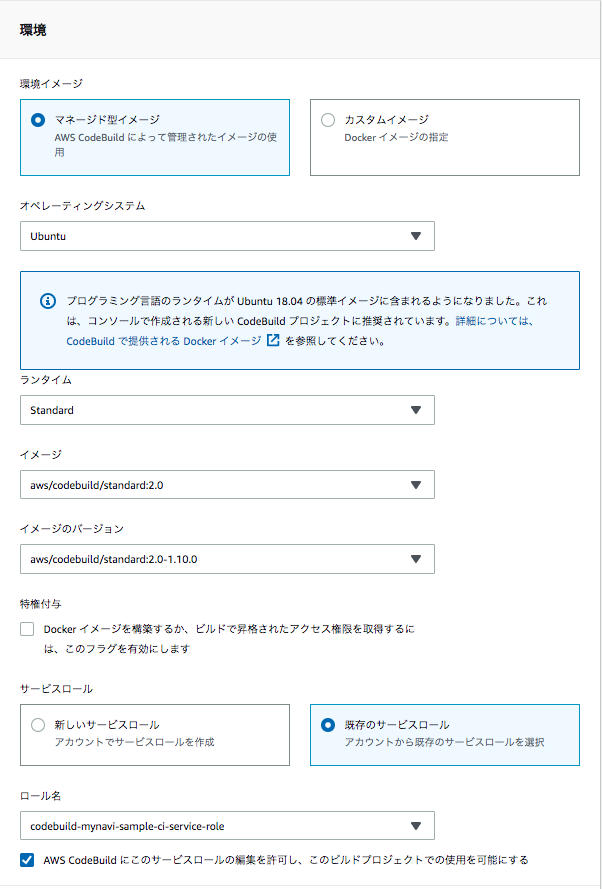 環境
環境イメージ
マネージド型イメージ
AWS CodeBuild によって管理されたイメージの使
用
カスタムイメージ
Docker イメージの指定
オペレーティングシステム
Ubuntu
プログラミング言語のランタイムが Ubuntu 18.04 の標準イメージに含まれるようになりました。これ
は、コンソールで作成される新しい CodeBuild プロジェクトに推奨されています。詳細については、
CodeBuild で提供される Docker イメージ を参照してください。
ランタイム
Standard
イメージ
aws/codebuild/standard:2.0
イメージのバージョン
aws/codebuild/standard:2.0-1.10.0
特権付与
Docker イメージを構築するか、ビルドで昇格されたアクセス権限を取得するに
は、このフラグを有効にします
サービスロール
新しいサービスロール
アカウントでサービスロールを作成
既存のサービスロール
アカウントから既存のサービスロールを選択
ロール名
codebuild-mynavi-sample-ci-service-role
AWS CodeBuild にこのサービスロールの編集を許可し、このビルドプロジェクトでの使用を可能にする